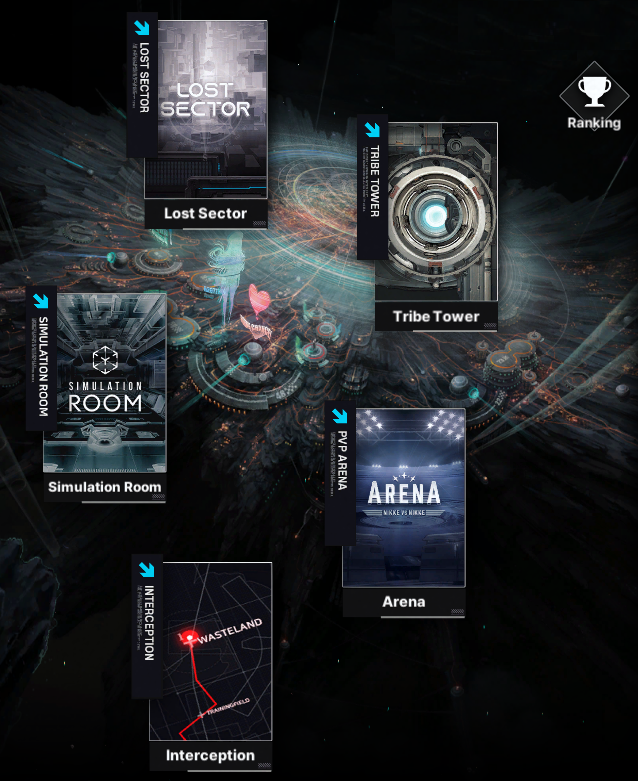 LOST SECTOR
LOST
SECTOR
Lost Sector
Ranking
TRIBE TOWER
Tribe Tower
SIMULATION ROOM
SIMULATION
ROOM
Simulation Room
PVP ARENA
ARENA
NIKKE VS NIKKE
Arena
INTERCEPTION
WASTELAND
TRAININGFIELD
Interception